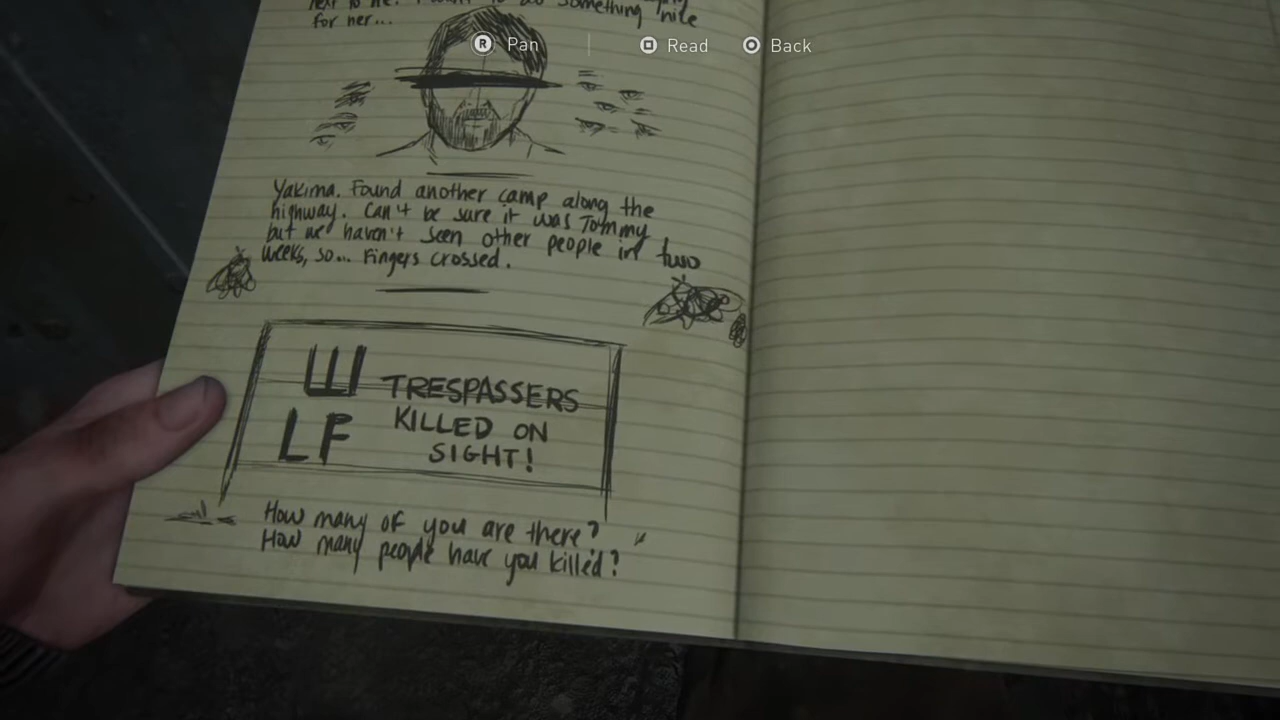 something nice
for her...
R Pan Read Back
Yakima. Found another camp along the
highway. Can't be sure it was Tommy
but we haven't seen other people in two
weeks, so... Fingers crossed.
Ш TRESPASSERS
LF KILLED ON
SIGHT!
How many of you are there?
How many people have you killed?